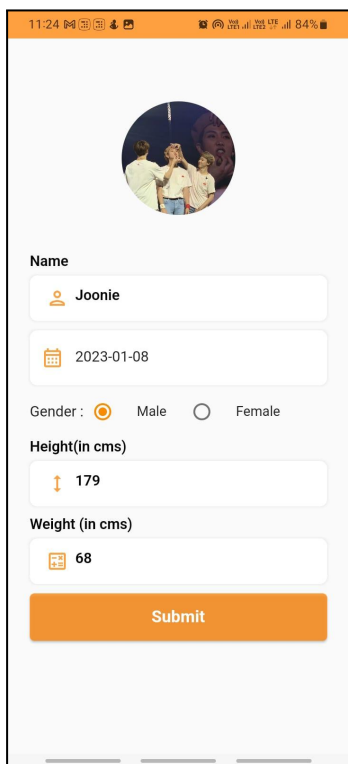 11:24 84%
Name
Joonie
2023-01-08
Gender : Male Female
Height(in cms)
179
Weight (in cms)
68
Submit